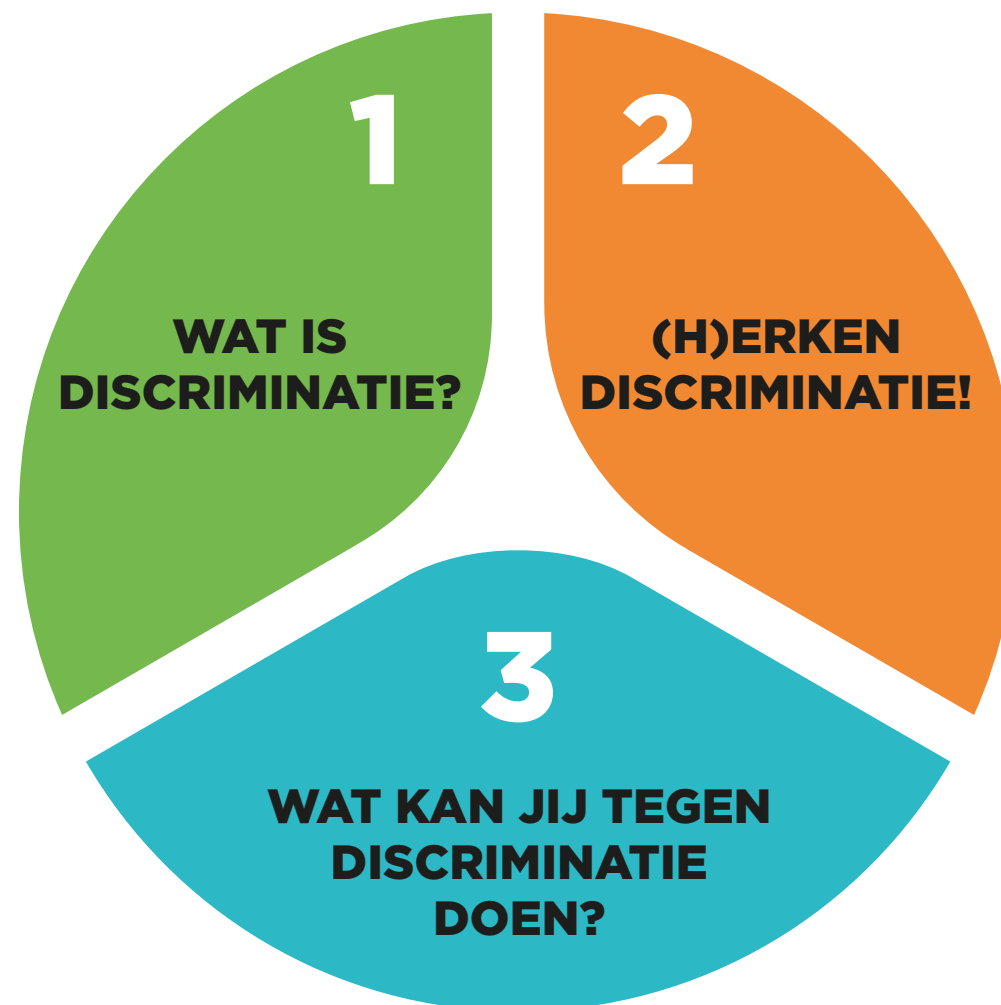 1
WAT IS
DISCRIMINATIE?
2
(H)ERKEN
DISCRIMINATIE!
3
WAT KAN JIJ TEGEN
DISCRIMINATIE
DOEN?